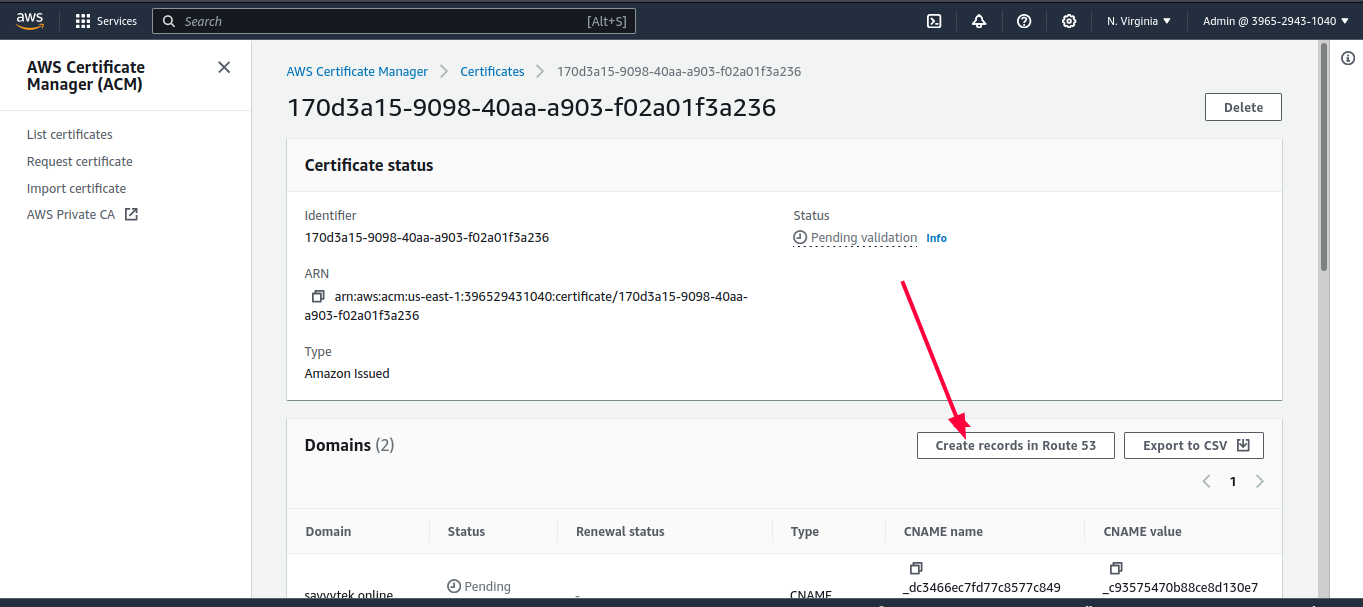 aws
Services
Search
[Alt+S]
N. Virginia
Admin @ 3965-2943-1040
AWS Certificate
Manager (ACM)
List certificates
Request certificate
Import certificate
AWS Private CA
AWS Certificate Manager
Certificates
170d3a15-9098-40aa-a903-f02a01f3a236
170d3a15-9098-40aa-a903-f02a01f3a236
Delete
Certificate status
Identifier
170d3a15-9098-40aa-a903-f02a01f3a236
Status
Pending validation Info
ARN
arn:aws:acm:us-east-1:396529431040:certificate/170d3a15-9098-40aa-
a903-f02a01f3a236
Type
Amazon Issued
Domains (2)
Create records in Route 53
Export to CSV
1
Domain
Status
Renewal status
Type
CNAME name
CNAME value
savvytek.online
Pending
-
CNAME
_dc3466ec7fd77c8577c849
_c93575470b88ce8d130e7